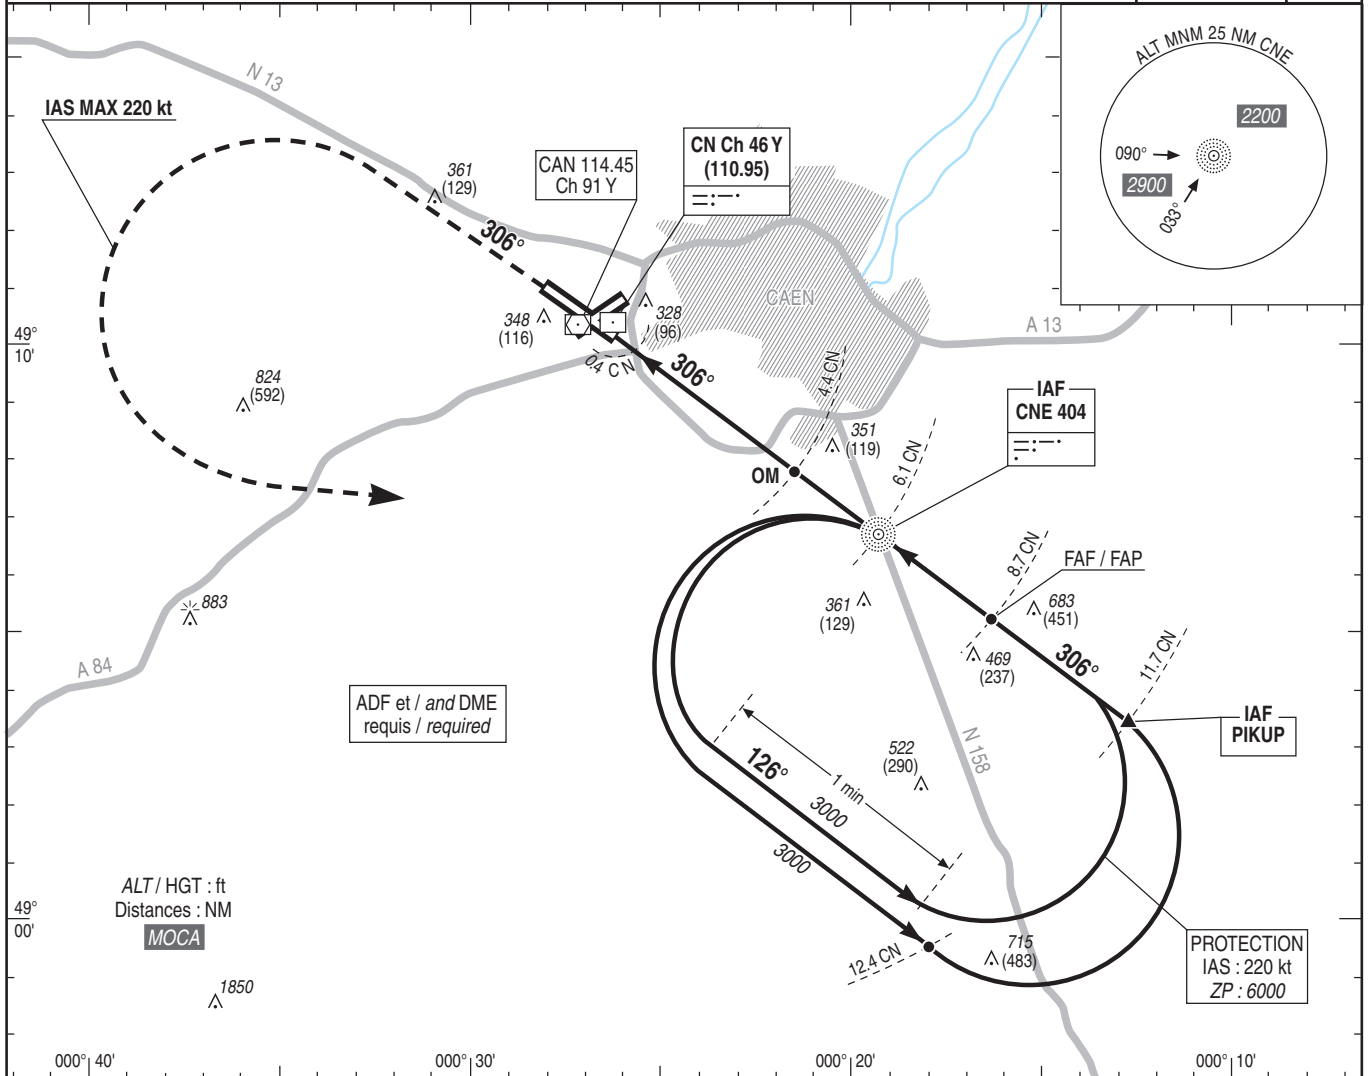 ALT MNM 25 NM CNE
2200
090°
2900
033°
N 13
IAS MAX 220 kt
361
(129)
CAN 114.45
Ch 91 Y
CN Ch 46 Y
(110.95)
306°
CAEN
A 13
348
(116)
328
(96)
49°
10'
0.4 CN
306°
4.4 CN
824
(592)
IAF
CNE 404
351
(119)
6.1 CN
OM
8.7 CN
FAF / FAP
883
361
(129)
683
(451)
469
(237)
306°
11.7 CN
A 84
ADF et / and DME
requis / required
IAF
PIKUP
522
(290)
N 158
126°
1 min
3000
3000
ALT / HGT : ft
Distances : NM
MOCA
49°
00'
12.4 CN
715
(483)
PROTECTION
IAS : 220 kt
ZP : 6000
1850
000° 40'
000° 30'
000° 20'
000° 10'